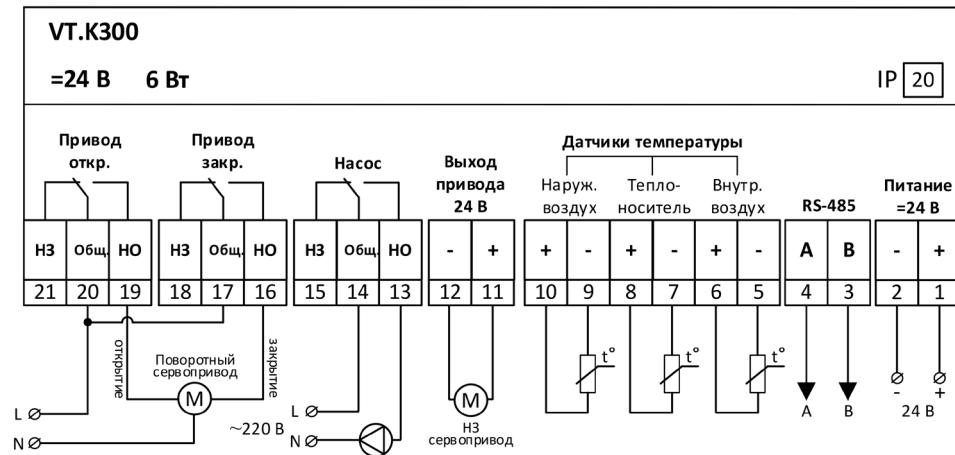 VT.K300
=24 В 6 Вт
IP 20
Привод
откр.
Привод
закр.
Насос
Выход
привода
24 В
Датчики температуры
Наруж.
воздух
Тепло-
носитель
Внутр.
воздух
RS-485
Питание
=24 В
НЗ Общ. НО НЗ Общ. НО НЗ Общ. НО - + + - + - + - A B - +
21 20 19 18 17 16 15 14 13 12 11 10 9 8 7 6 5 4 3 2 1
открытие
Поворотный
сервопривод
закрытие
M
L
N
~220 В
L
N
M
НЗ
сервопривод
t°
t°
t°
A
B
- +
24 В